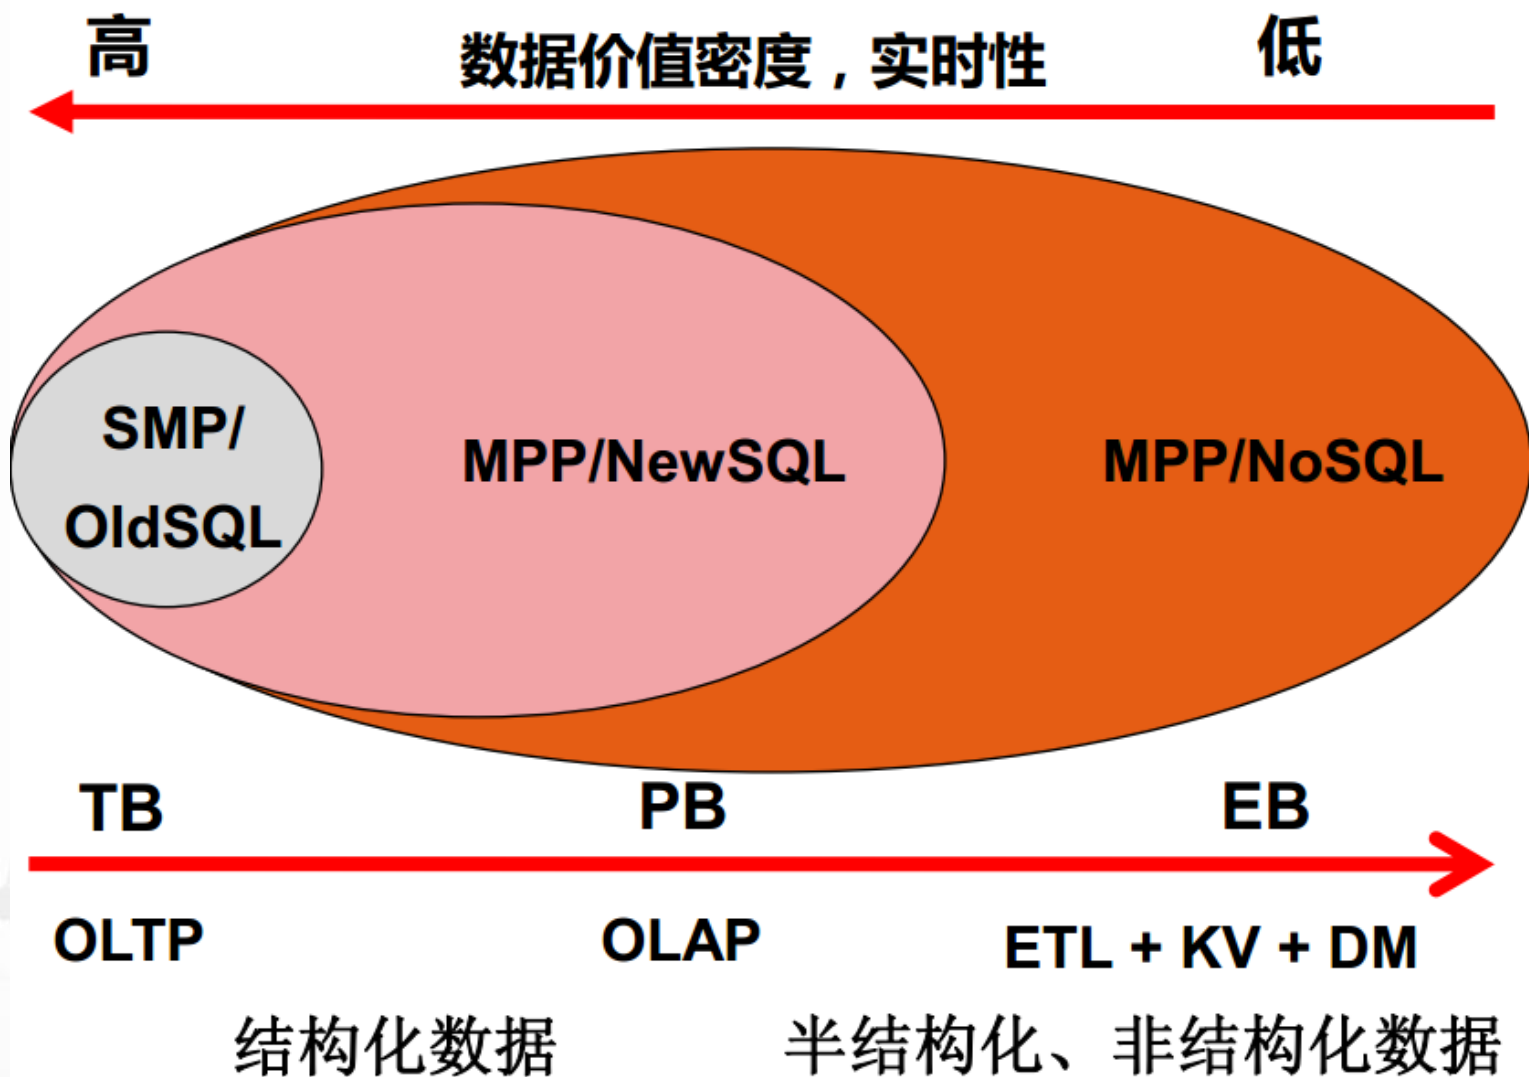 高 数据价值密度，实时性 低
SMP/
OldSQL
MPP/NewSQL
MPP/NoSQL
TB PB EB
OLTP OLAP ETL + KV + DM
结构化数据 半结构化、非结构化数据